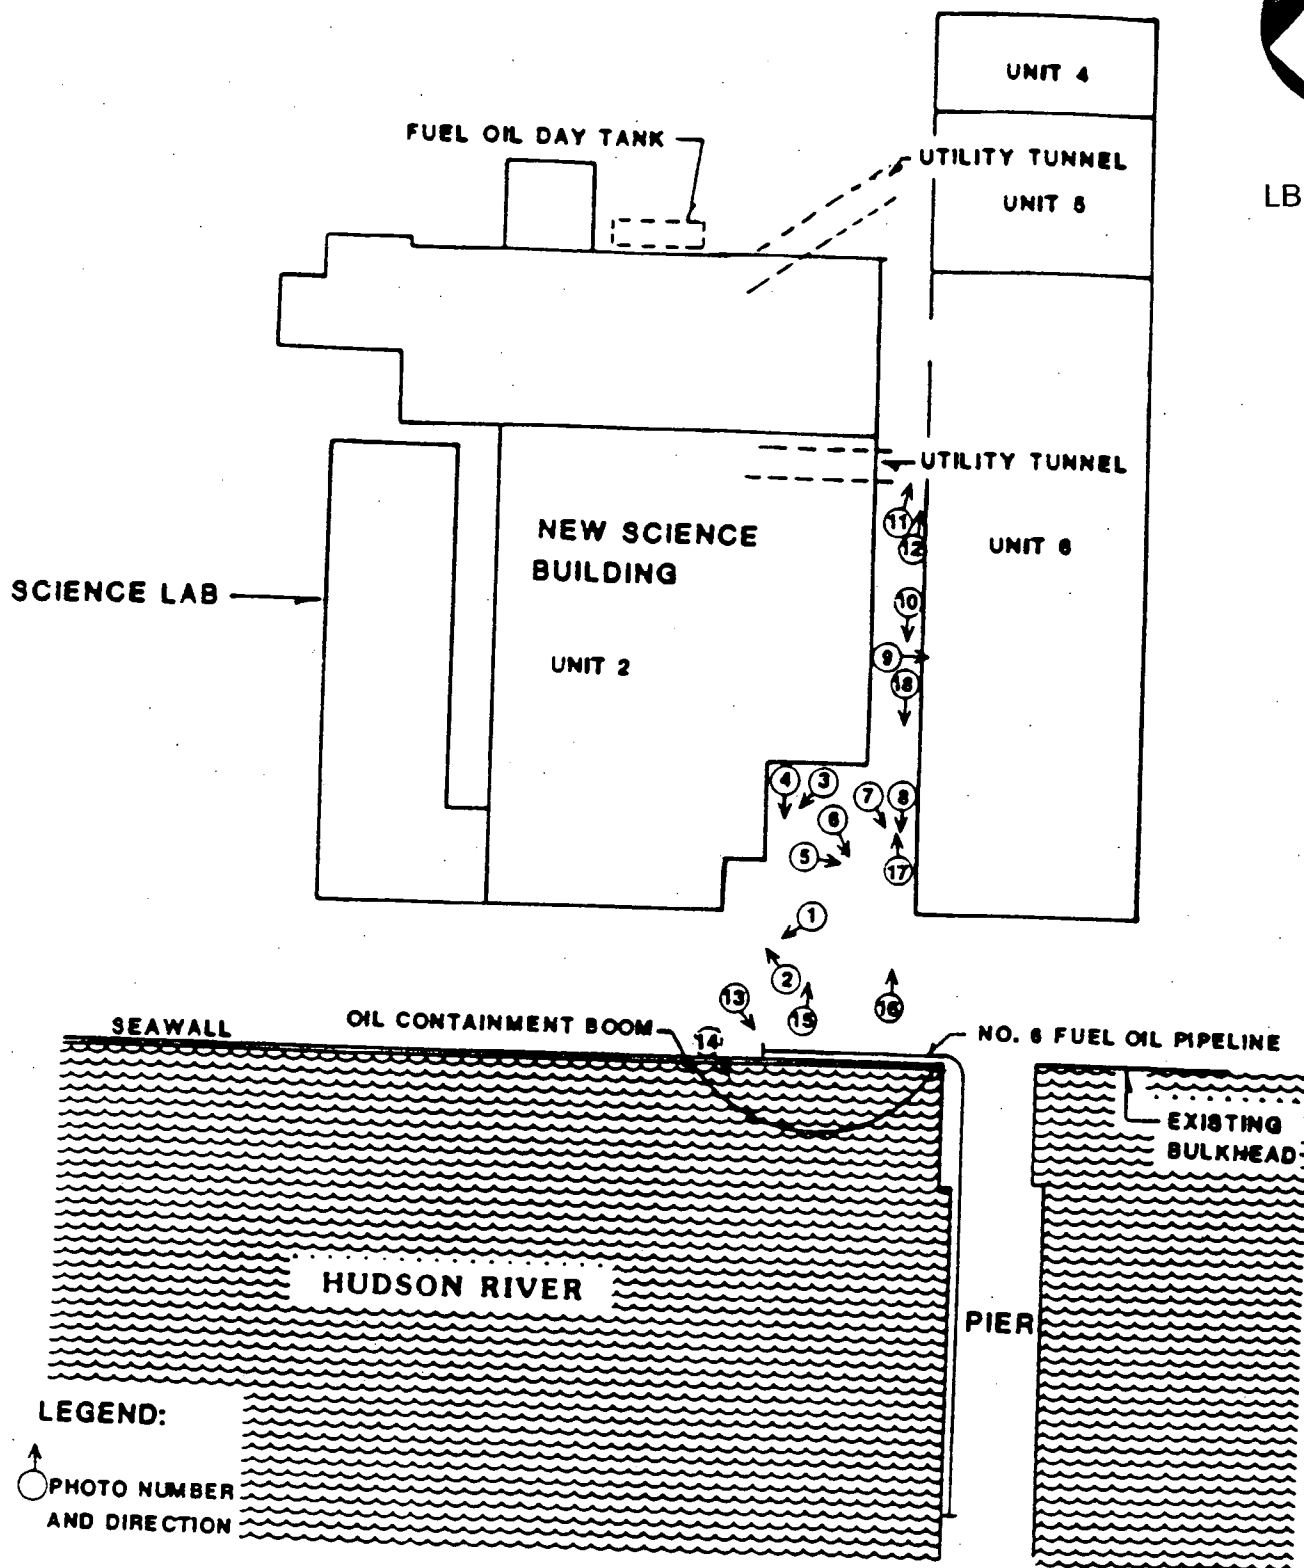 UNIT 4
FUEL OIL DAY TANK
UTILITY TUNNEL
UNIT 5
LB
UTILITY TUNNEL
11
12
NEW SCIENCE
BUILDING
UNIT 6
SCIENCE LAB
10
UNIT 2
9
18
4
3
7
8
6
5
17
1
2
13
15
16
SEAWALL
OIL CONTAINMENT BOOM
14
NO. 6 FUEL OIL PIPELINE
EXISTING
BULKHEAD
HUDSON RIVER
PIER
LEGEND:
PHOTO NUMBER
AND DIRECTION